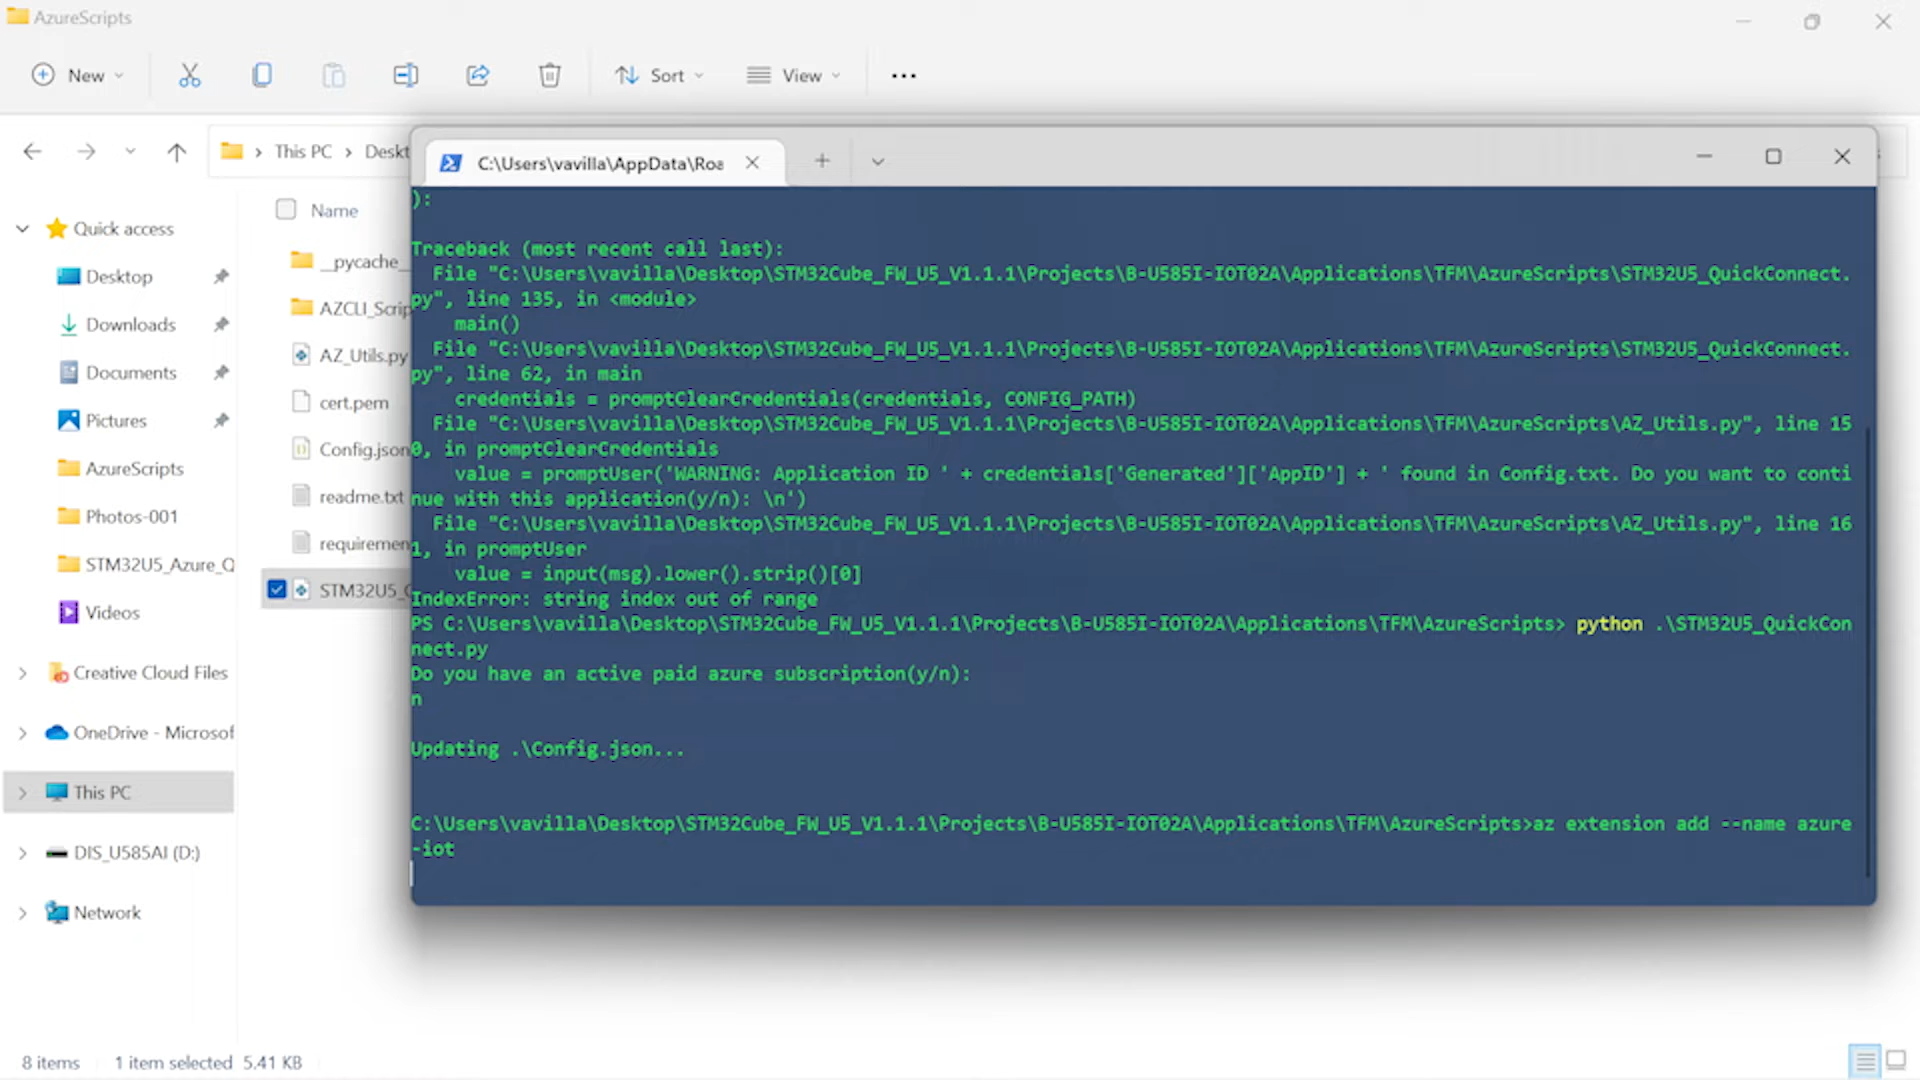 AzureScripts
New
Sort
View
This PC > Deskt
C:\Users\vavilla\AppData\Roa
Name
Quick access
Desktop
Downloads
Documents
Pictures
AzureScripts
Photos-001
STM32U5_Azure_Q
Videos
Creative Cloud Files
OneDrive - Microsof
This PC
DIS_U585AI (D:)
Network
__pycache__
AZCLI_Scrip
AZ_Utils.py
cert.pem
Config.json
readme.txt
requiremen
STM32U5_Q
):
Traceback (most recent call last):
File "C:\Users\vavilla\Desktop\STM32Cube_FW_U5_V1.1.1\Projects\B-U585I-IOT02A\Applications\TFM\AzureScripts\STM32U5_QuickConnect.
py", line 135, in <module>
main()
File "C:\Users\vavilla\Desktop\STM32Cube_FW_U5_V1.1.1\Projects\B-U585I-IOT02A\Applications\TFM\AzureScripts\STM32U5_QuickConnect.
py", line 62, in main
credentials = promptClearCredentials(credentials, CONFIG_PATH)
File "C:\Users\vavilla\Desktop\STM32Cube_FW_U5_V1.1.1\Projects\B-U585I-IOT02A\Applications\TFM\AzureScripts\AZ_Utils.py", line 15
0, in promptClearCredentials
value = promptUser('WARNING: Application ID ' + credentials['Generated']['AppID'] + ' found in Config.txt. Do you want to conti
nue with this application(y/n): \n')
File "C:\Users\vavilla\Desktop\STM32Cube_FW_U5_V1.1.1\Projects\B-U585I-IOT02A\Applications\TFM\AzureScripts\AZ_Utils.py", line 16
1, in promptUser
value = input(msg).lower().strip()[0]
IndexError: string index out of range
PS C:\Users\vavilla\Desktop\STM32Cube_FW_U5_V1.1.1\Projects\B-U585I-IOT02A\Applications\TFM\AzureScripts> python .\STM32U5_QuickCon
nect.py
Do you have an active paid azure subscription(y/n):
n
Updating .\Config.json...
C:\Users\vavilla\Desktop\STM32Cube_FW_U5_V1.1.1\Projects\B-U585I-IOT02A\Applications\TFM\AzureScripts>az extension add --name azure
-iot
8 items 1 item selected 5.41 KB